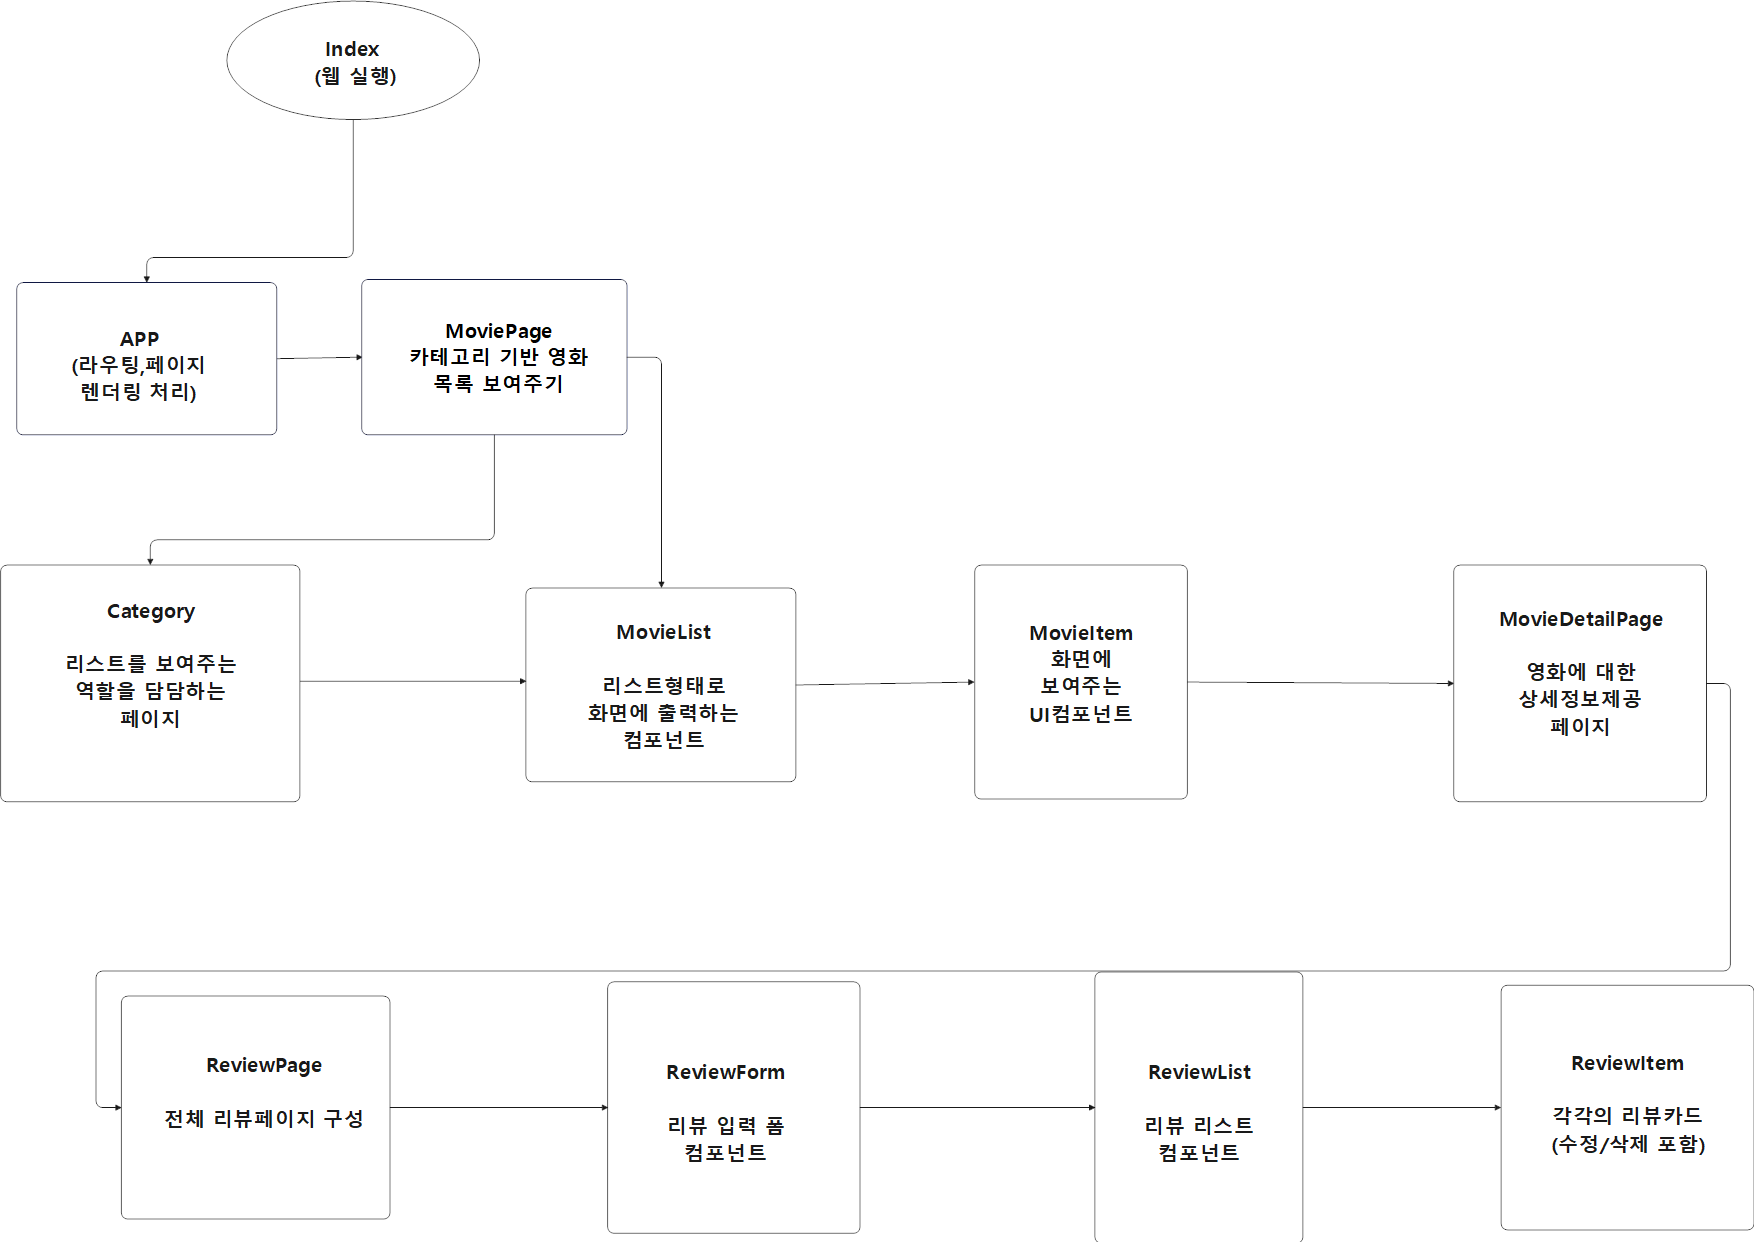 Index
(웹 실행)
APP
(라우팅,페이지
렌더링 처리)
MoviePage
카테고리 기반 영화
목록 보여주기
Category
리스트를 보여주는
역할을 담담하는
페이지
MovieList
리스트형태로
화면에 출력하는
컴포넌트
MovieItem
화면에
보여주는
UI컴포넌트
MovieDetailPage
영화에 대한
상세정보제공
페이지
ReviewPage
전체 리뷰페이지 구성
ReviewForm
리뷰 입력 폼
컴포넌트
ReviewList
리뷰 리스트
컴포넌트
ReviewItem
각각의 리뷰카드
(수정/삭제 포함)